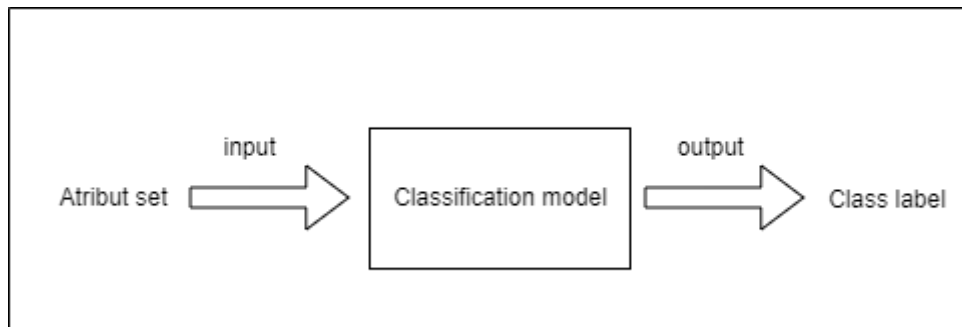 input
output
Atribut set
Classification model
Class label